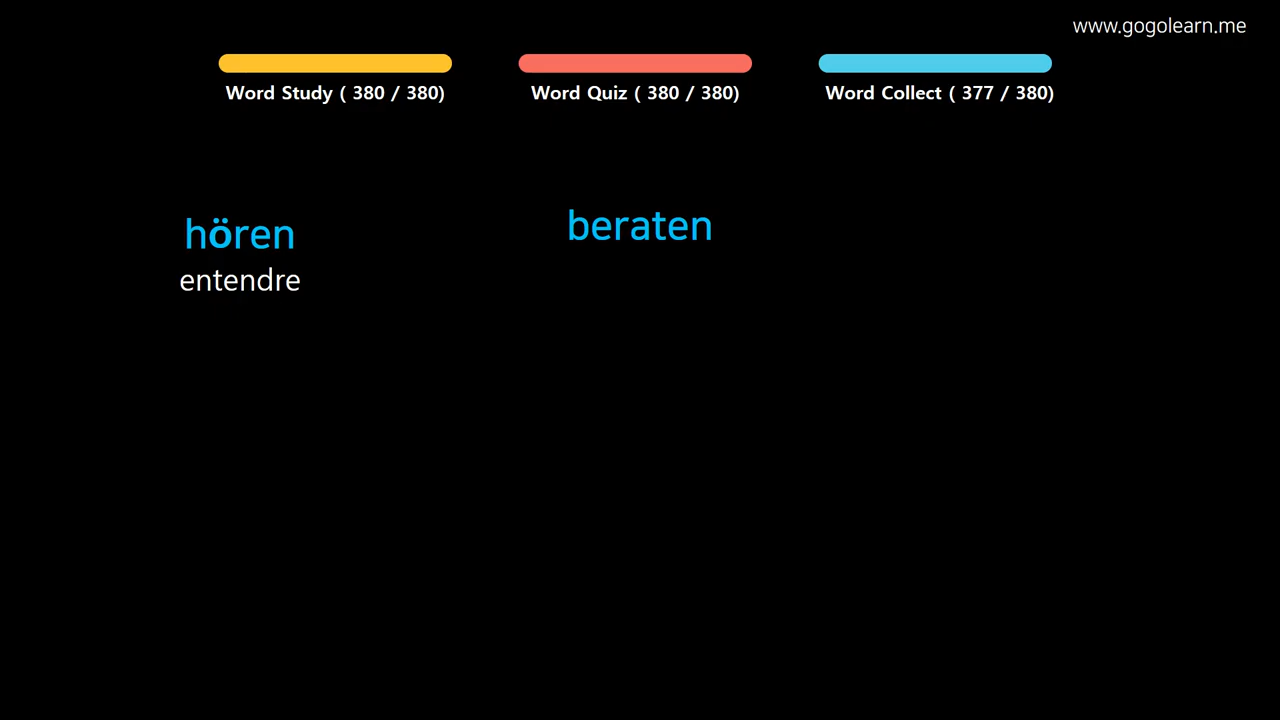 www.gogolearn.me
Word Study ( 380 / 380)
Word Quiz ( 380 / 380)
Word Collect ( 377 / 380)
hören
entendre
beraten